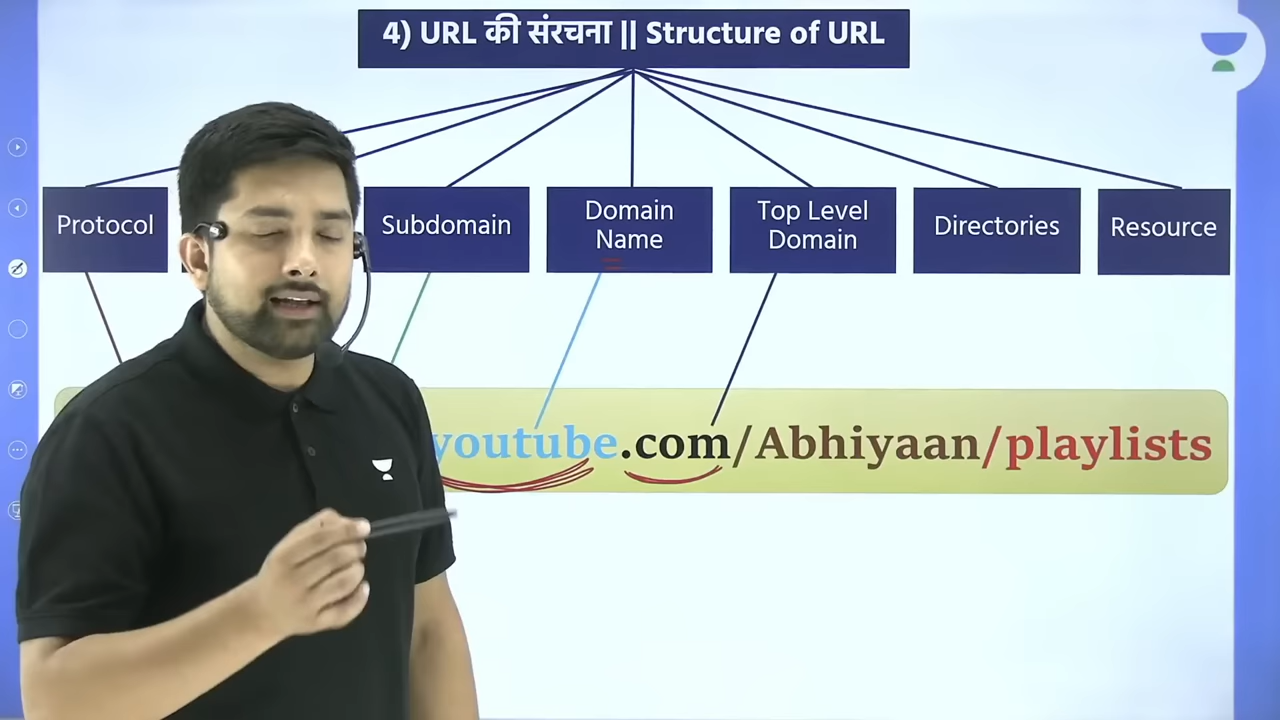 4) URL की संरचना || Structure of URL
Protocol
Subdomain
Domain
Name
Top Level
Domain
Directories
Resource
youtube.com/Abhiyaan/playlists